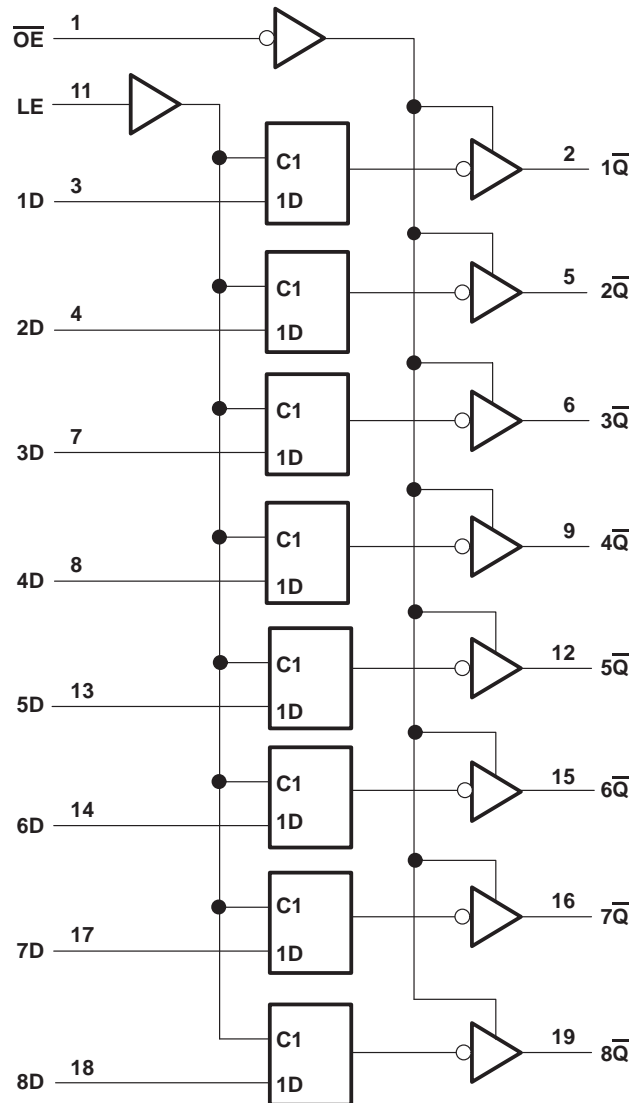 O̅E̅ 1
LE 11
C1 2 1Q̅
3
1D 1D
C1 5 2Q̅
4
2D 1D
C1 6 3Q̅
7
3D 1D
C1 9 4Q̅
8
4D 1D
C1 12 5Q̅
13
5D 1D
C1 15 6Q̅
14
6D 1D
C1 16 7Q̅
17
7D 1D
C1 19 8Q̅
18
8D 1D